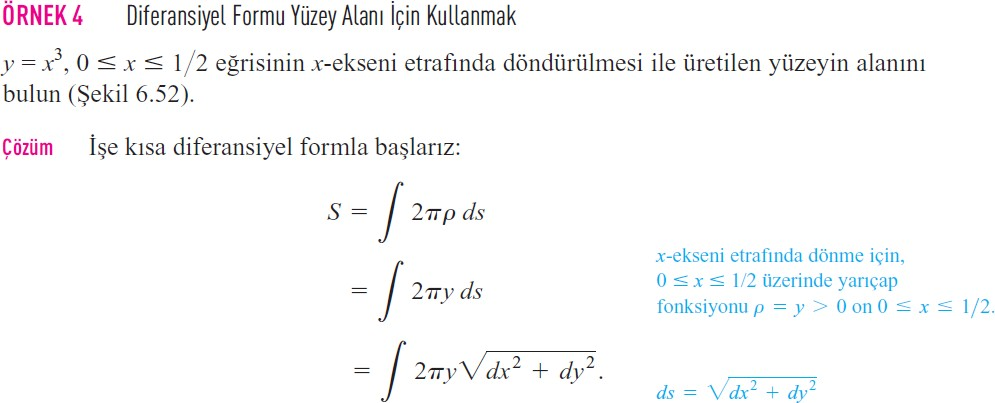 ÖRNEK 4 Diferansiyel Formu Yüzey Alanı İçin Kullanmak
y = x³, 0 ≤ x ≤ 1/2 eğrisinin x-ekseni etrafında döndürülmesi ile üretilen yüzeyin alanını
bulun (Şekil 6.52).
Çözüm İşe kısa diferansiyel formla başlarız:
S = ∫ 2πρ ds
= ∫ 2πy ds
x-ekseni etrafında dönme için,
0 ≤ x ≤ 1/2 üzerinde yarıçap
fonksiyonu ρ = y > 0 on 0 ≤ x ≤ 1/2.
= ∫ 2πy√(dx² + dy²).
ds = √(dx² + dy²)